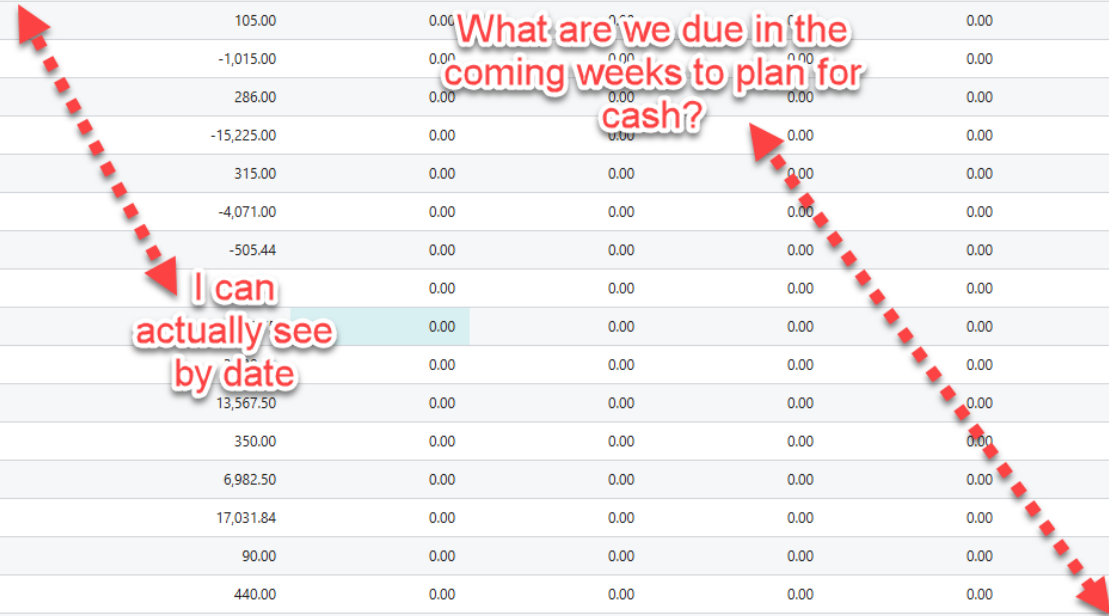 105.00 0.00 0.00 0.00
What are we due in the
-1,015.00 0.00 0.00 0.00
coming weeks to plan for
286.00 0.00 0.00 0.00 0.00
cash?
-15,225.00 0.00 0.00 0.00 0.00
315.00 0.00 0.00 0.00 0.00
-4,071.00 0.00 0.00 0.00 0.00
-505.44 0.00 0.00 0.00 0.00
I can
0.00 0.00 0.00 0.00
actually see
0.00 0.00 0.00 0.00
by date
0.00 0.00 0.00 0.00
13,567.50 0.00 0.00 0.00 0.00
350.00 0.00 0.00 0.00 0.00
6,982.50 0.00 0.00 0.00 0.00
17,031.84 0.00 0.00 0.00 0.00
90.00 0.00 0.00 0.00 0.00
440.00 0.00 0.00 0.00 0.00